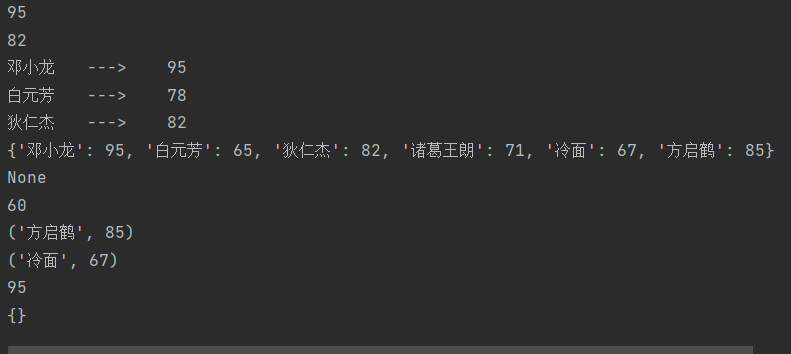 95
82
邓小龙 ---> 95
白元芳 ---> 78
狄仁杰 ---> 82
{'邓小龙': 95, '白元芳': 65, '狄仁杰': 82, '诸葛王朗': 71, '冷面': 67, '方启鹤': 85}
None
60
('方启鹤', 85)
('冷面', 67)
95
{}